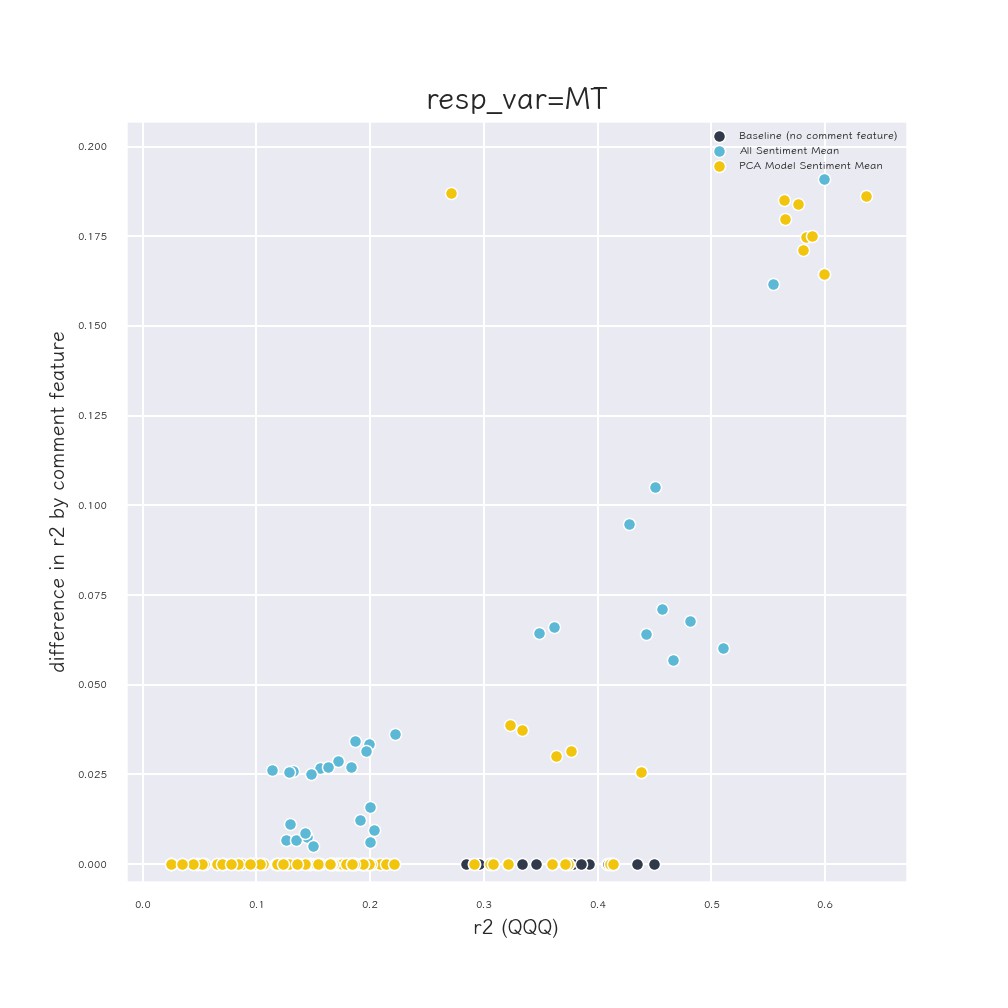 resp_var=MT
Baseline (no comment feature)
All Sentiment Mean
PCA Model Sentiment Mean
difference in r2 by comment feature
0.200
0.175
0.150
0.125
0.100
0.075
0.050
0.025
0.000
0.0 0.1 0.2 0.3 0.4 0.5 0.6
r2 (QQQ)